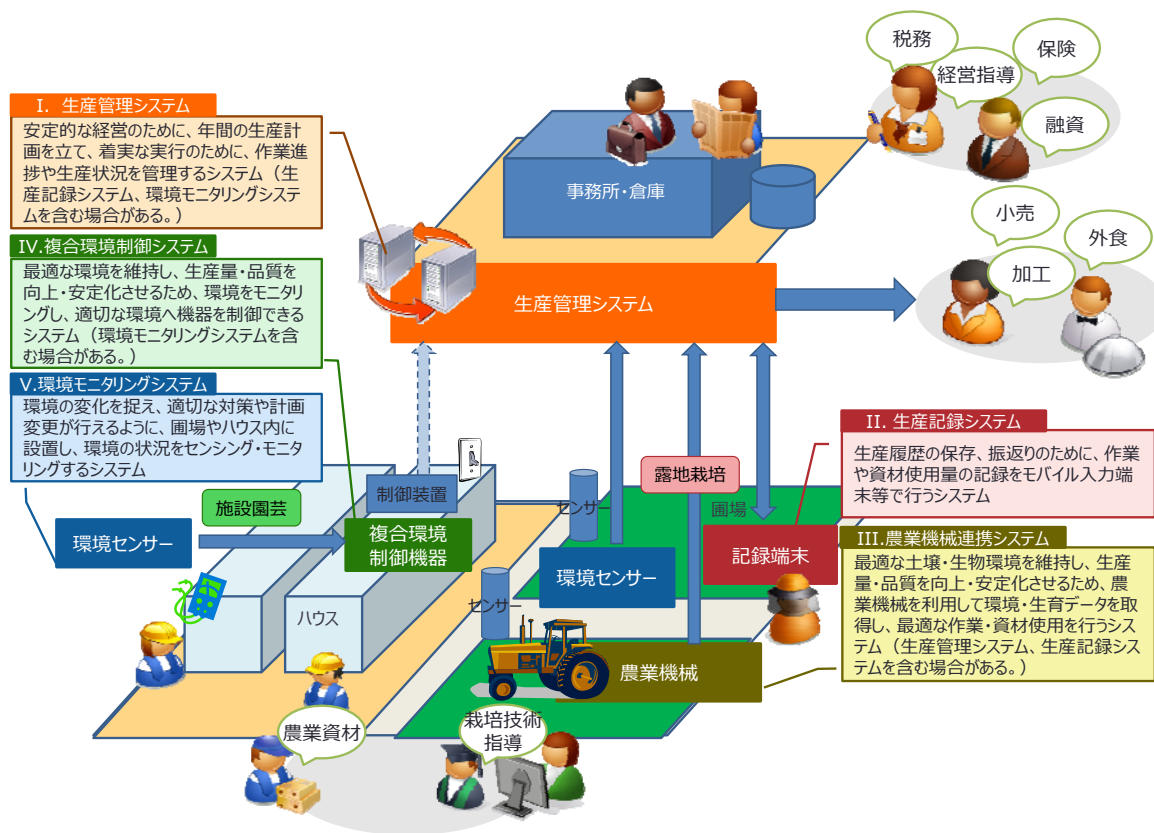 税務
保険
経営指導
融資
I. 生産管理システム
安定的な経営のために、年間の生産計
画を立て、着実な実行のために、作業進
捗や生産状況を管理するシステム（生
産記録システム、環境モニタリングシステ
ムを含む場合がある。）
事務所・倉庫
小売
外食
加工
IV.複合環境制御システム
最適な環境を維持し、生産量・品質を
向上・安定化させるため、環境をモニタリ
ングし、適切な環境へ機器を制御できる
システム（環境モニタリングシステムを含
む場合がある。）
生産管理システム
V.環境モニタリングシステム
環境の変化を捉え、適切な対策や計画
変更が行えるように、圃場やハウス内に
設置し、環境の状況をセンシング・モニ
タリングするシステム
II. 生産記録システム
生産履歴の保存、振返りのために、作業
や資材使用量の記録をモバイル入力端
末等で行うシステム
施設園芸
制御装置
露地栽培
センサー
圃場
環境センサー
複合環境
制御機器
環境センサー
記録端末
III.農業機械連携システム
最適な土壌・生物環境を維持し、生産
量・品質を向上・安定化させるため、農
業機械を利用して環境・生育データを取
得し、最適な作業・資材使用を行うシス
テム（生産管理システム、生産記録シス
テムを含む場合がある。）
センサー
ハウス
農業機械
農業資材
栽培技術
指導